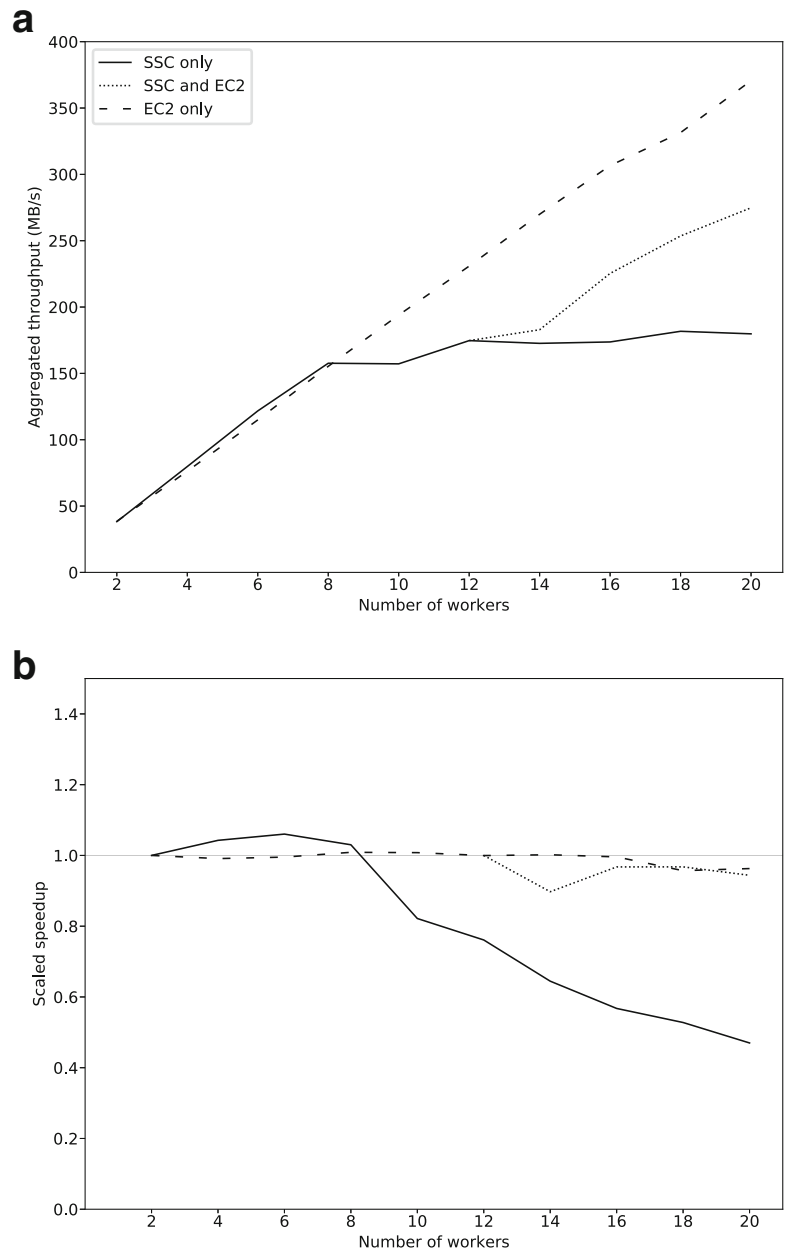 a
400
350
300
250
200
150
100
50
0
Aggregated throughput (MB/s)
SSC only
SSC and EC2
EC2 only
2 4 6 8 10 12 14 16 18 20
Number of workers
b
1.4
1.2
1.0
0.8
0.6
0.4
0.2
0.0
Scaled speedup
2 4 6 8 10 12 14 16 18 20
Number of workers